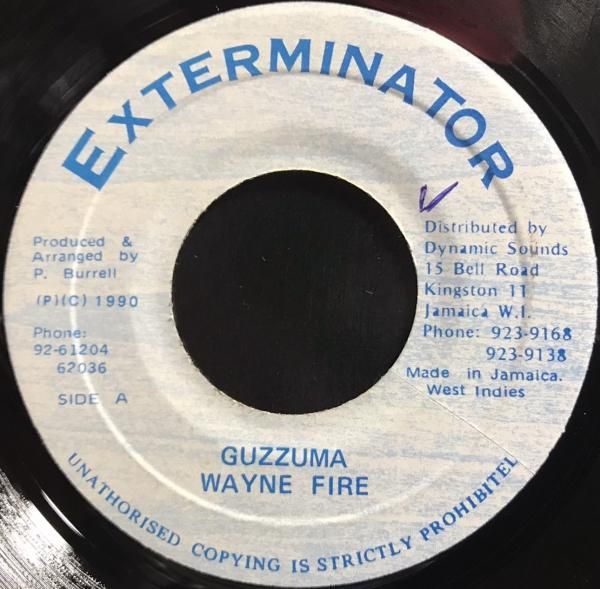 EXTERMINATOR
Produced &
Arranged by
P. Burrell
(P)(C) 1990
Phone:
92-61204
62036
SIDE A
Distributed by
Dynamic Sounds
15 Bell Road
Kingston 11
Jamaica W.I.
Phone: 923-9168
923-9138
Made in Jamaica.
West Indies
GUZZUMA
WAYNE FIRE
UNATHORISED COPYING IS STRICTLY PROHIBITEL